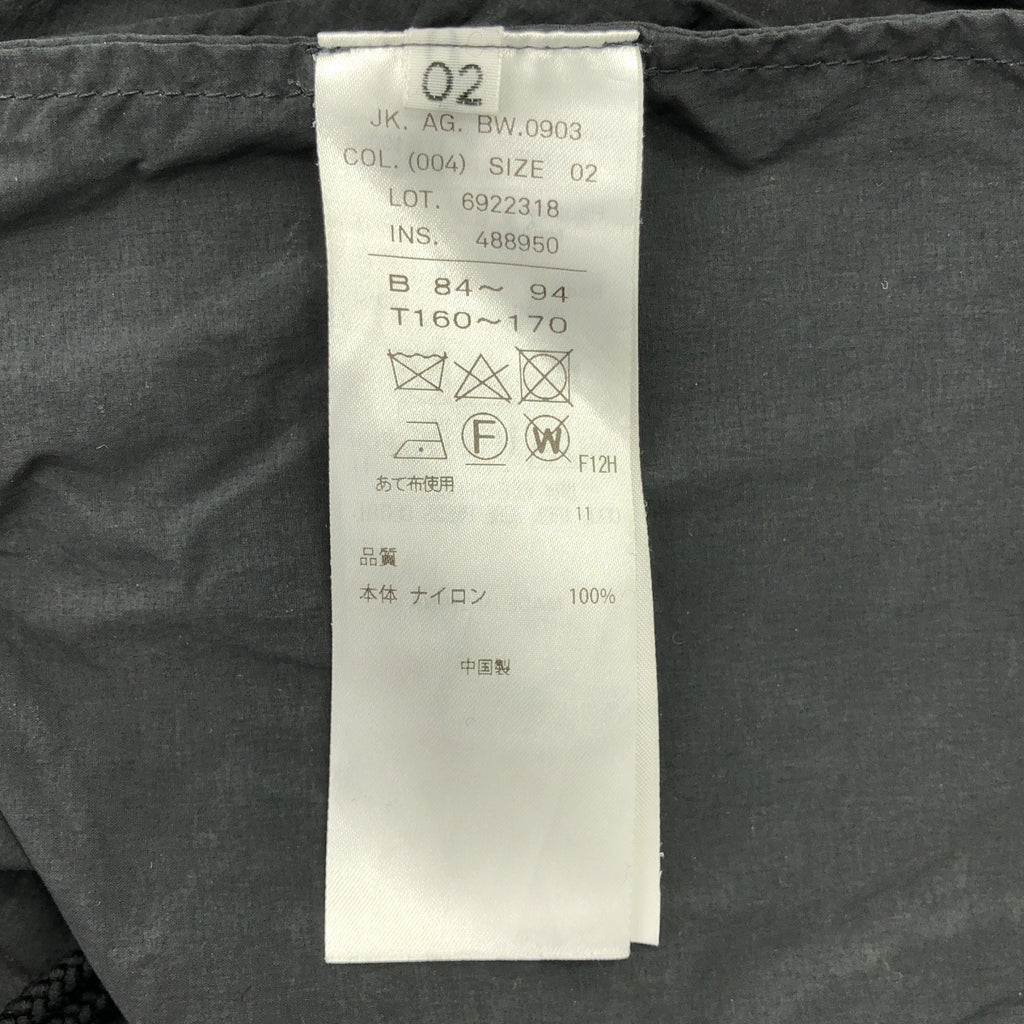 02
JK. AG. BW.0903
COL. (004) SIZE 02
LOT. 6922318
INS. 488950
B 84～ 94
T160～170
F W F12H
あて布使用
11
品質
本体 ナイロン 100%
中国製